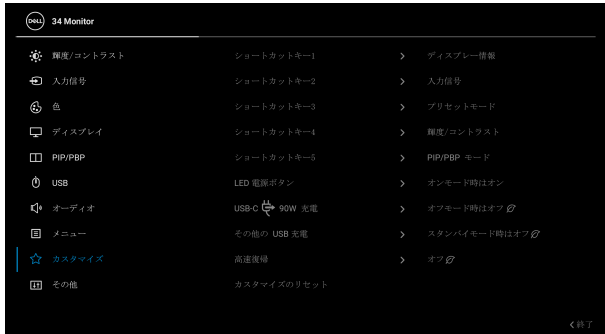 DELL 34 Monitor
輝度/コントラスト ショートカットキー1 > ディスプレー情報
入力信号 ショートカットキー2 > 入力信号
色 ショートカットキー3 > プリセットモード
ディスプレイ ショートカットキー4 > 輝度/コントラスト
PIP/PBP ショートカットキー5 > PIP/PBP モード
USB LED 電源ボタン > オンモード時はオン
オーディオ USB-C 90W 充電 > オフモード時はオフ
メニュー その他の USB 充電 > スタンバイモード時はオフ
カスタマイズ 高速復帰 > オフ
その他 カスタマイズのリセット
終了